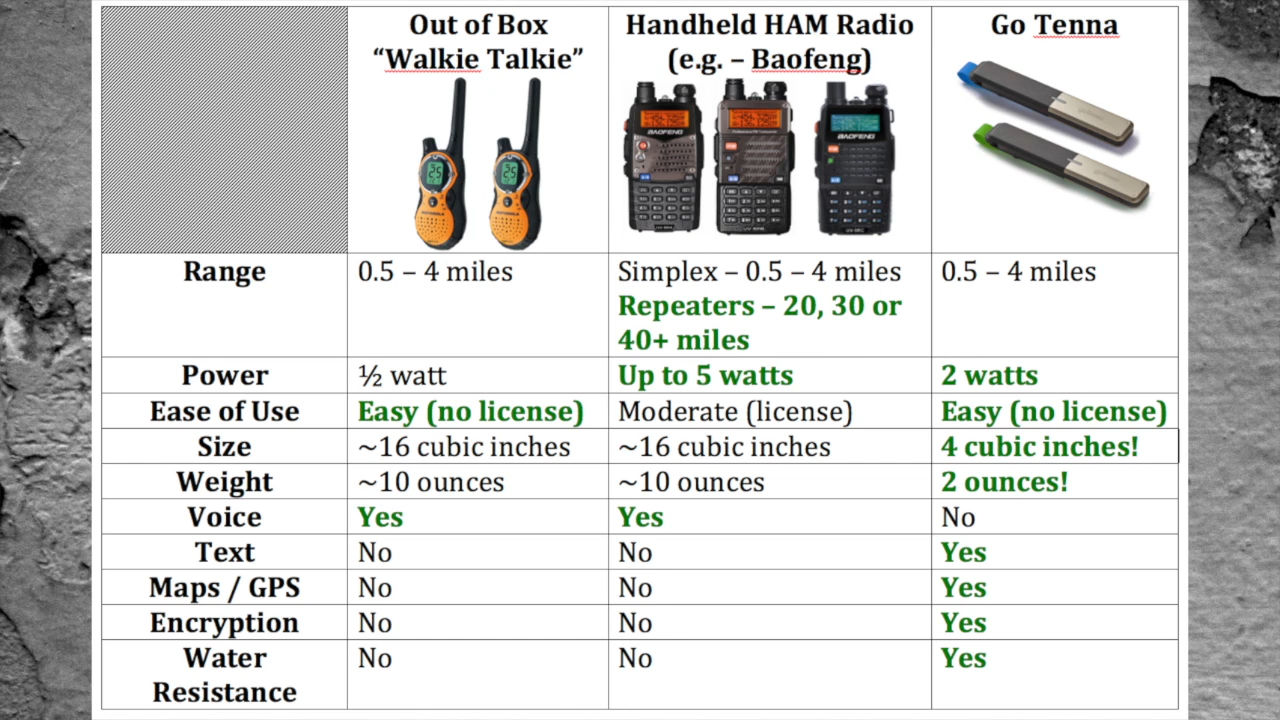 Out of Box
“Walkie Talkie”
Handheld HAM Radio
(e.g. – Baofeng)
Go Tenna
25
25
BAOFENG
BAOFENG
Range
0.5 – 4 miles
Simplex – 0.5 – 4 miles
Repeaters – 20, 30 or
40+ miles
0.5 – 4 miles
Power
½ watt
Up to 5 watts
2 watts
Ease of Use
Easy (no license)
Moderate (license)
Easy (no license)
Size
~16 cubic inches
~16 cubic inches
4 cubic inches!
Weight
~10 ounces
~10 ounces
2 ounces!
Voice
Yes
Yes
No
Text
No
No
Yes
Maps / GPS
No
No
Yes
Encryption
No
No
Yes
Water
Resistance
No
No
Yes